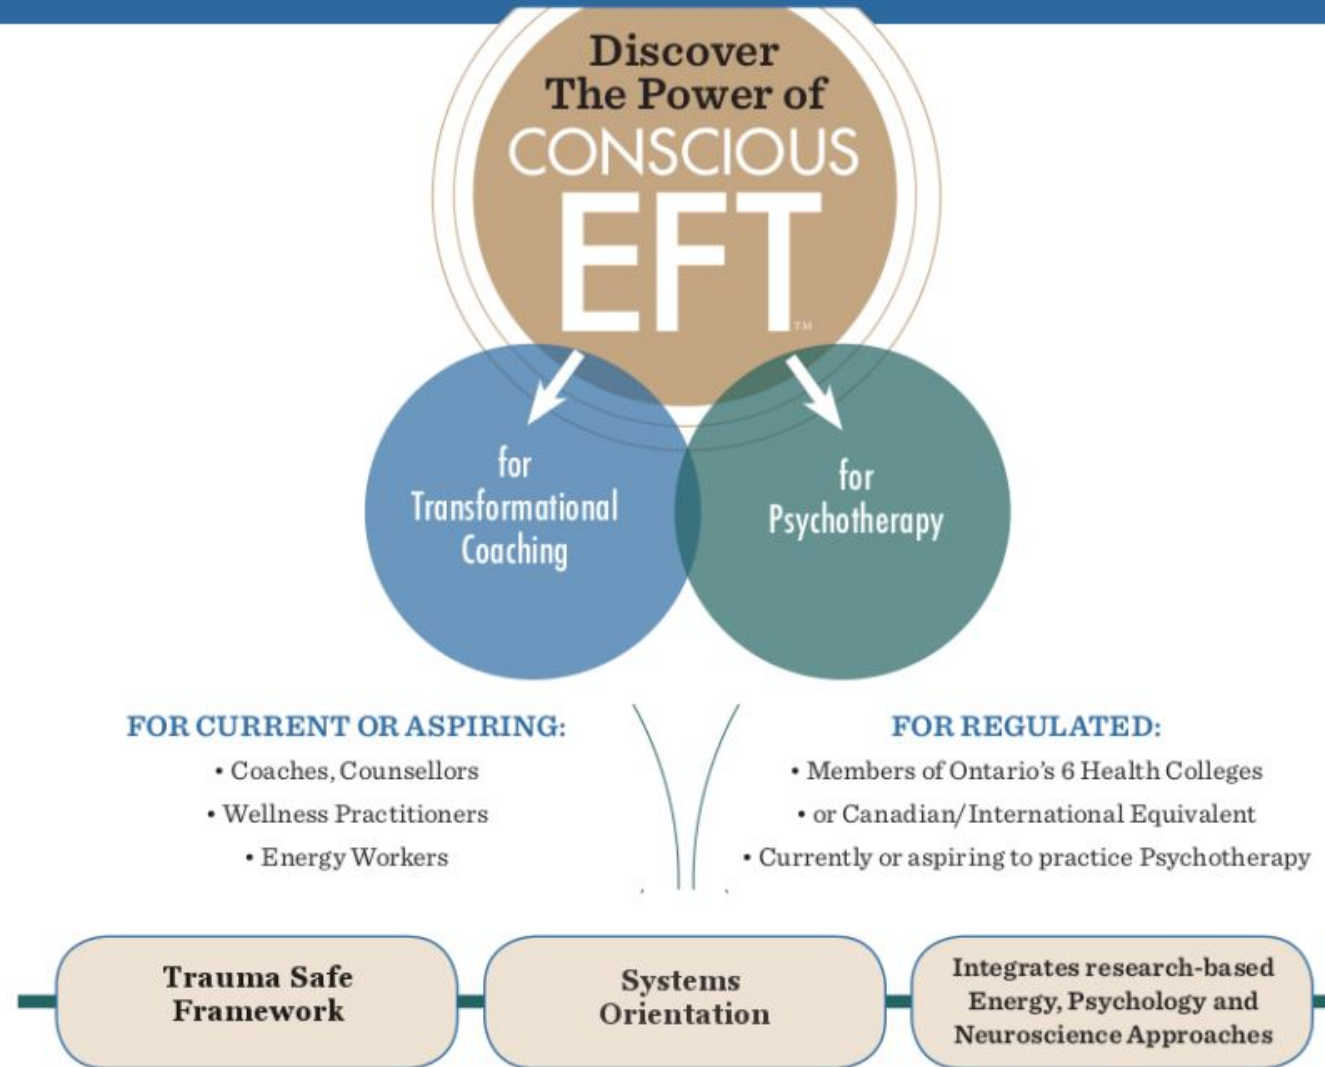 Discover
The Power of
CONSCIOUS
EFT™
for
Transformational
Coaching
for
Psychotherapy
FOR CURRENT OR ASPIRING:
• Coaches, Counsellors
• Wellness Practitioners
• Energy Workers
FOR REGULATED:
• Members of Ontario's 6 Health Colleges
• or Canadian/International Equivalent
• Currently or aspiring to practice Psychotherapy
Trauma Safe
Framework
Systems
Orientation
Integrates research-based
Energy, Psychology and
Neuroscience Approaches